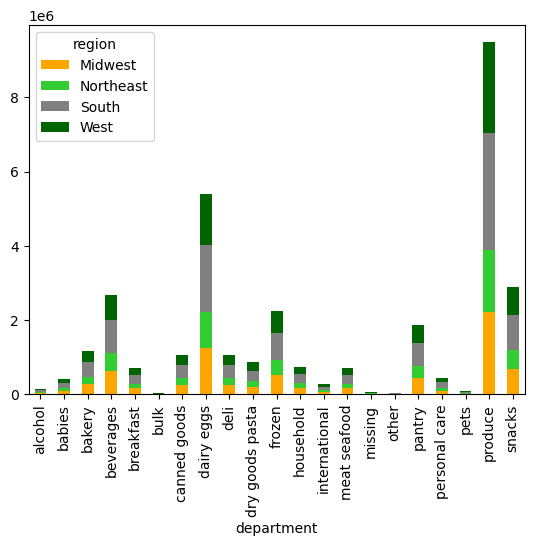 1e6
region
Midwest
Northeast
South
West
8
6
4
2
0
alcohol
babies
bakery
beverages
breakfast
bulk
canned goods
dairy eggs
deli
dry goods pasta
frozen
household
international
meat seafood
missing
other
pantry
personal care
pets
produce
snacks
department